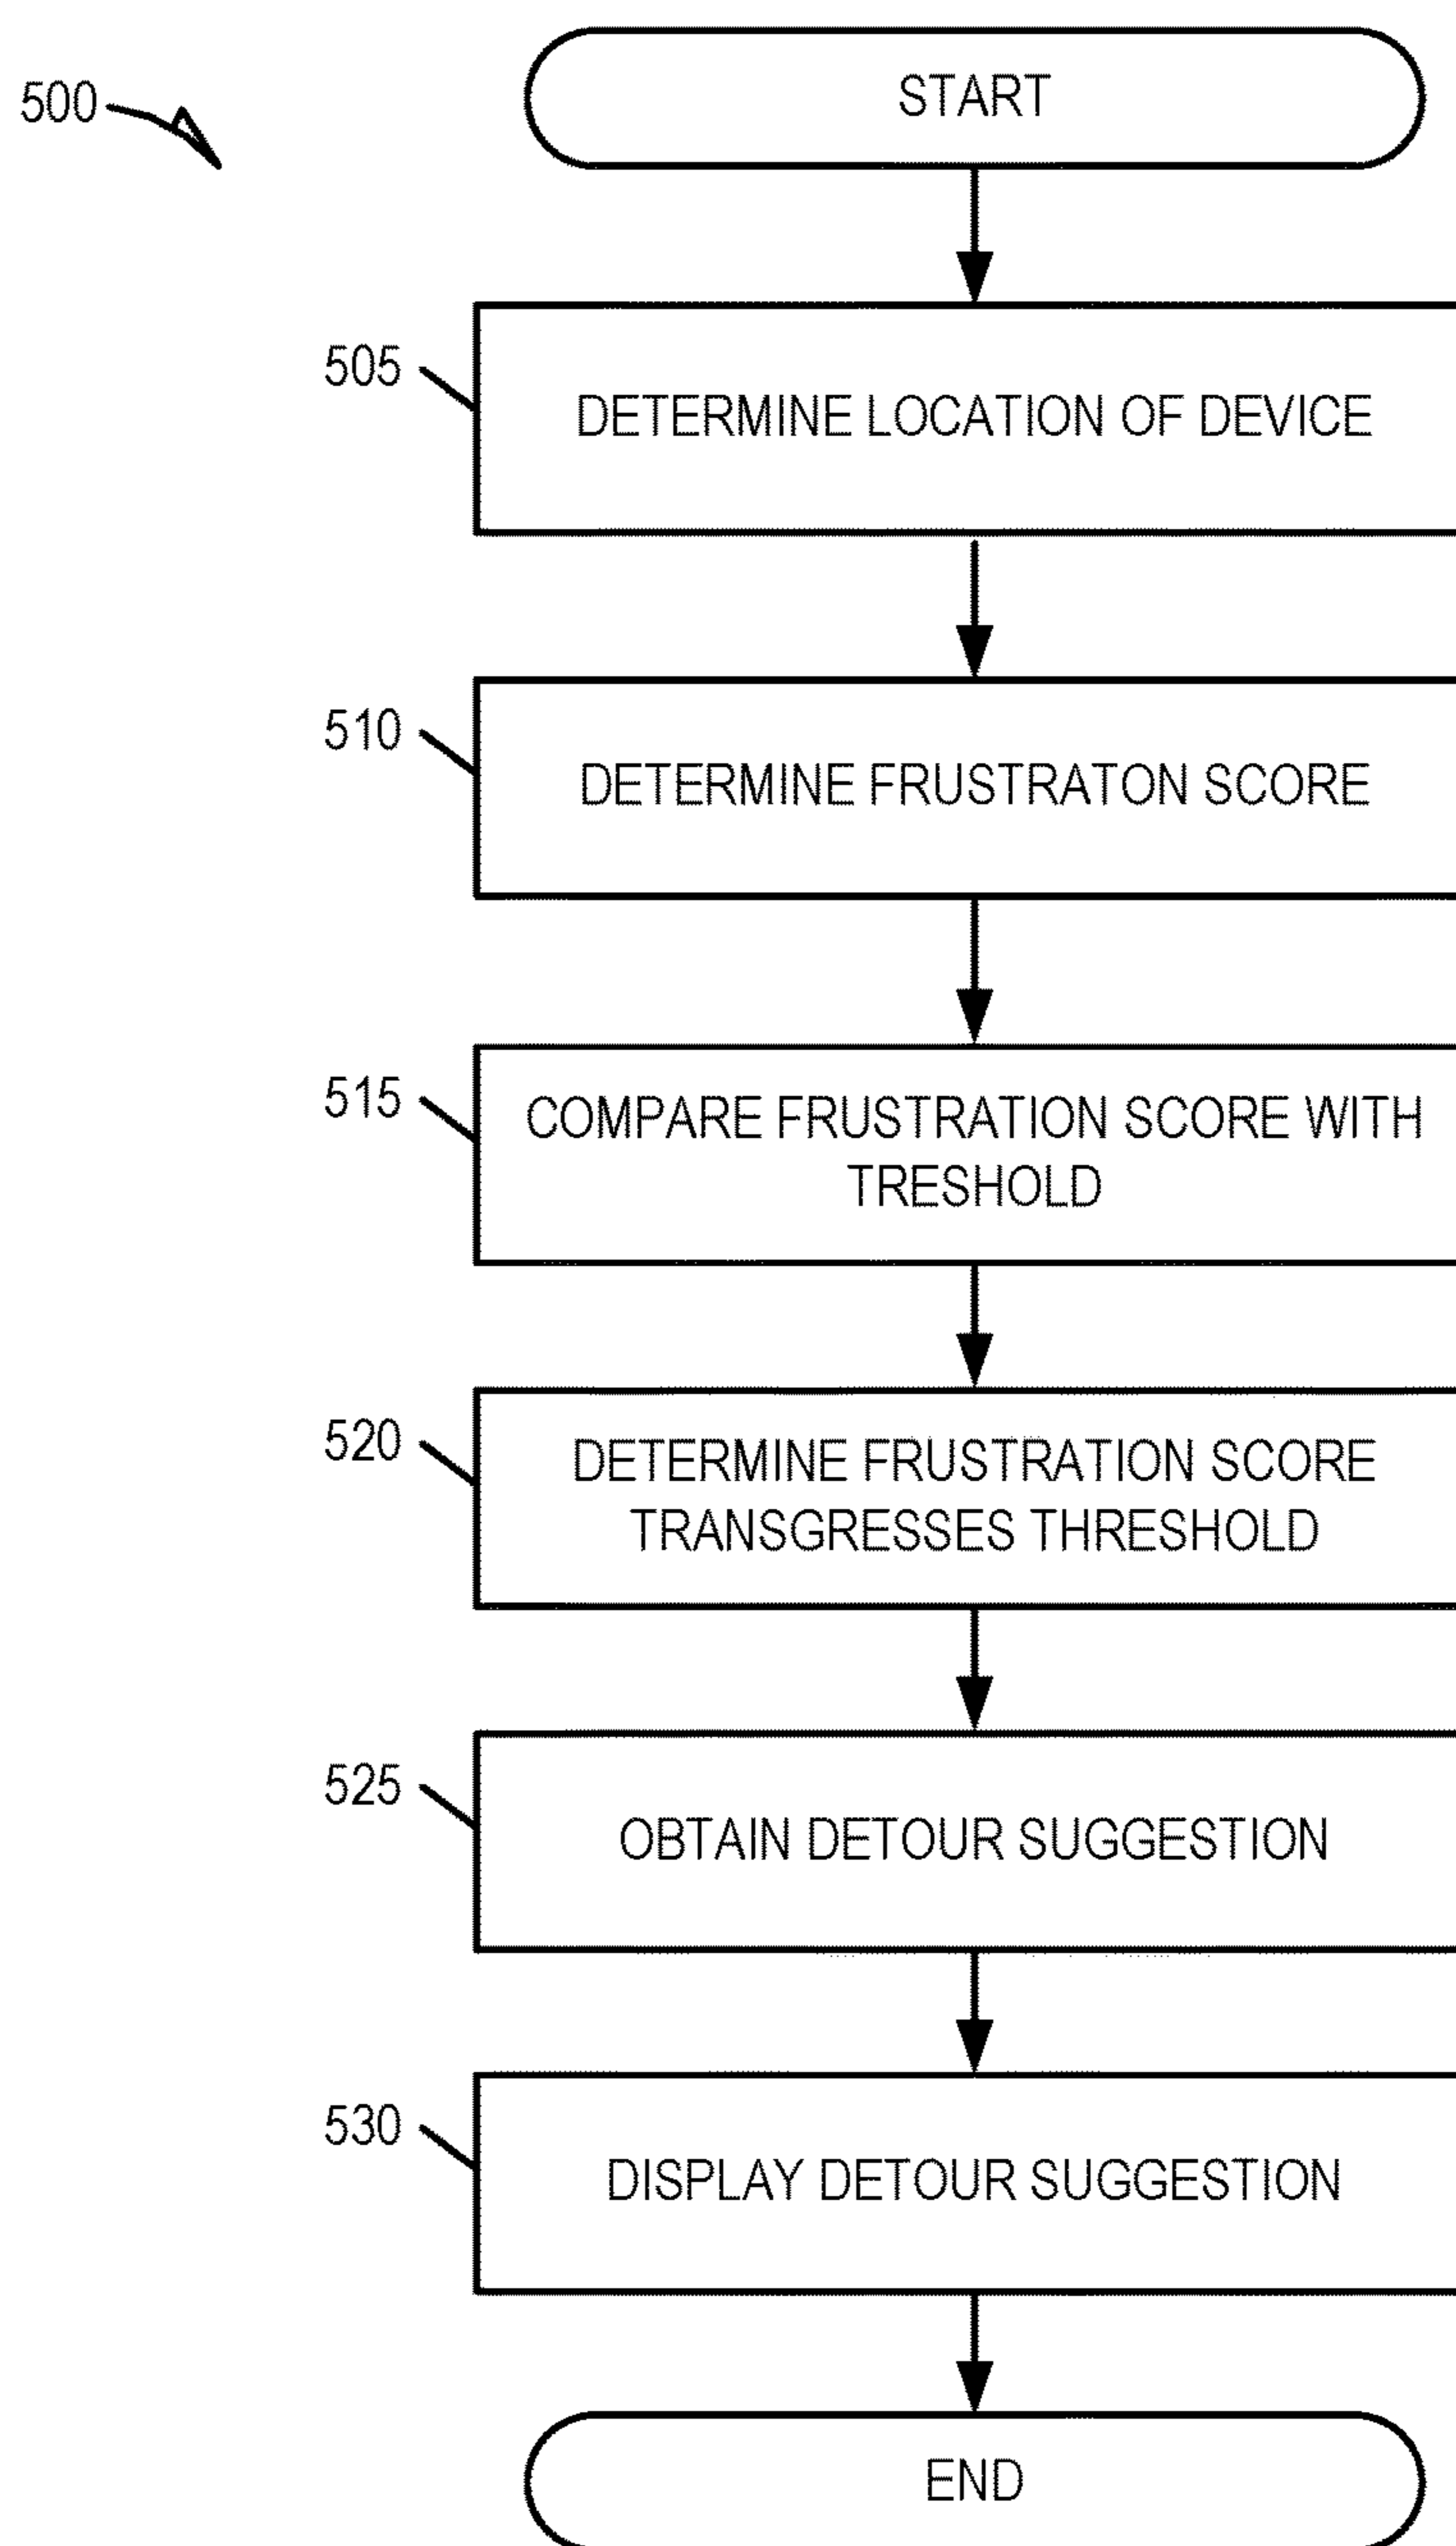 500
START
505
DETERMINE LOCATION OF DEVICE
510
DETERMINE FRUSTRATON SCORE
515
COMPARE FRUSTRATION SCORE WITH
TRESHOLD
520
DETERMINE FRUSTRATION SCORE
TRANSGRESSES THRESHOLD
525
OBTAIN DETOUR SUGGESTION
530
DISPLAY DETOUR SUGGESTION
END